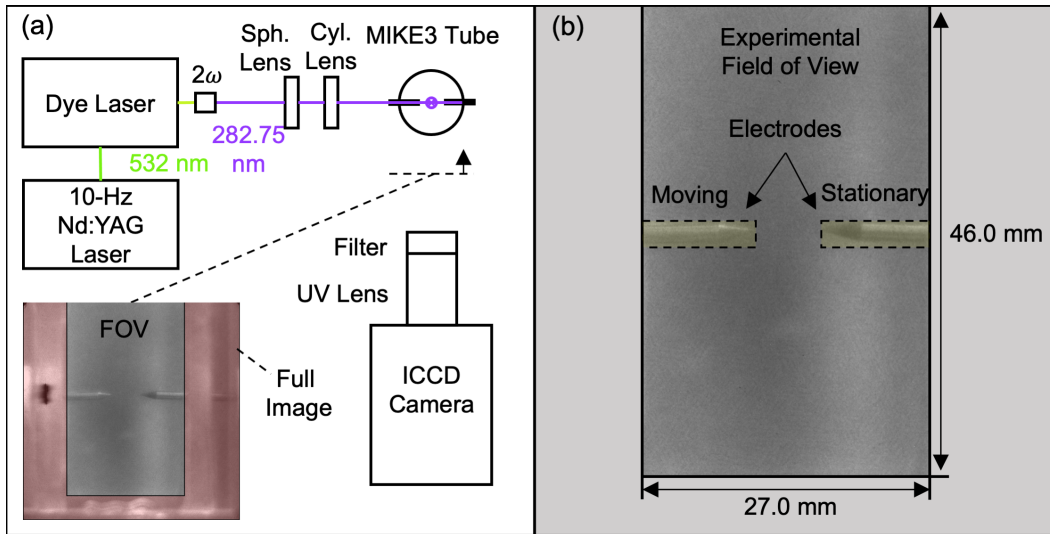 (a)
Sph.
Lens
Cyl.
Lens
MIKE3 Tube
2ω
Dye Laser
282.75
nm
532 nm
10-Hz
Nd:YAG
Laser
Filter
UV Lens
FOV
Full
Image
ICCD
Camera
(b)
Experimental
Field of View
Electrodes
Moving
Stationary
46.0 mm
27.0 mm